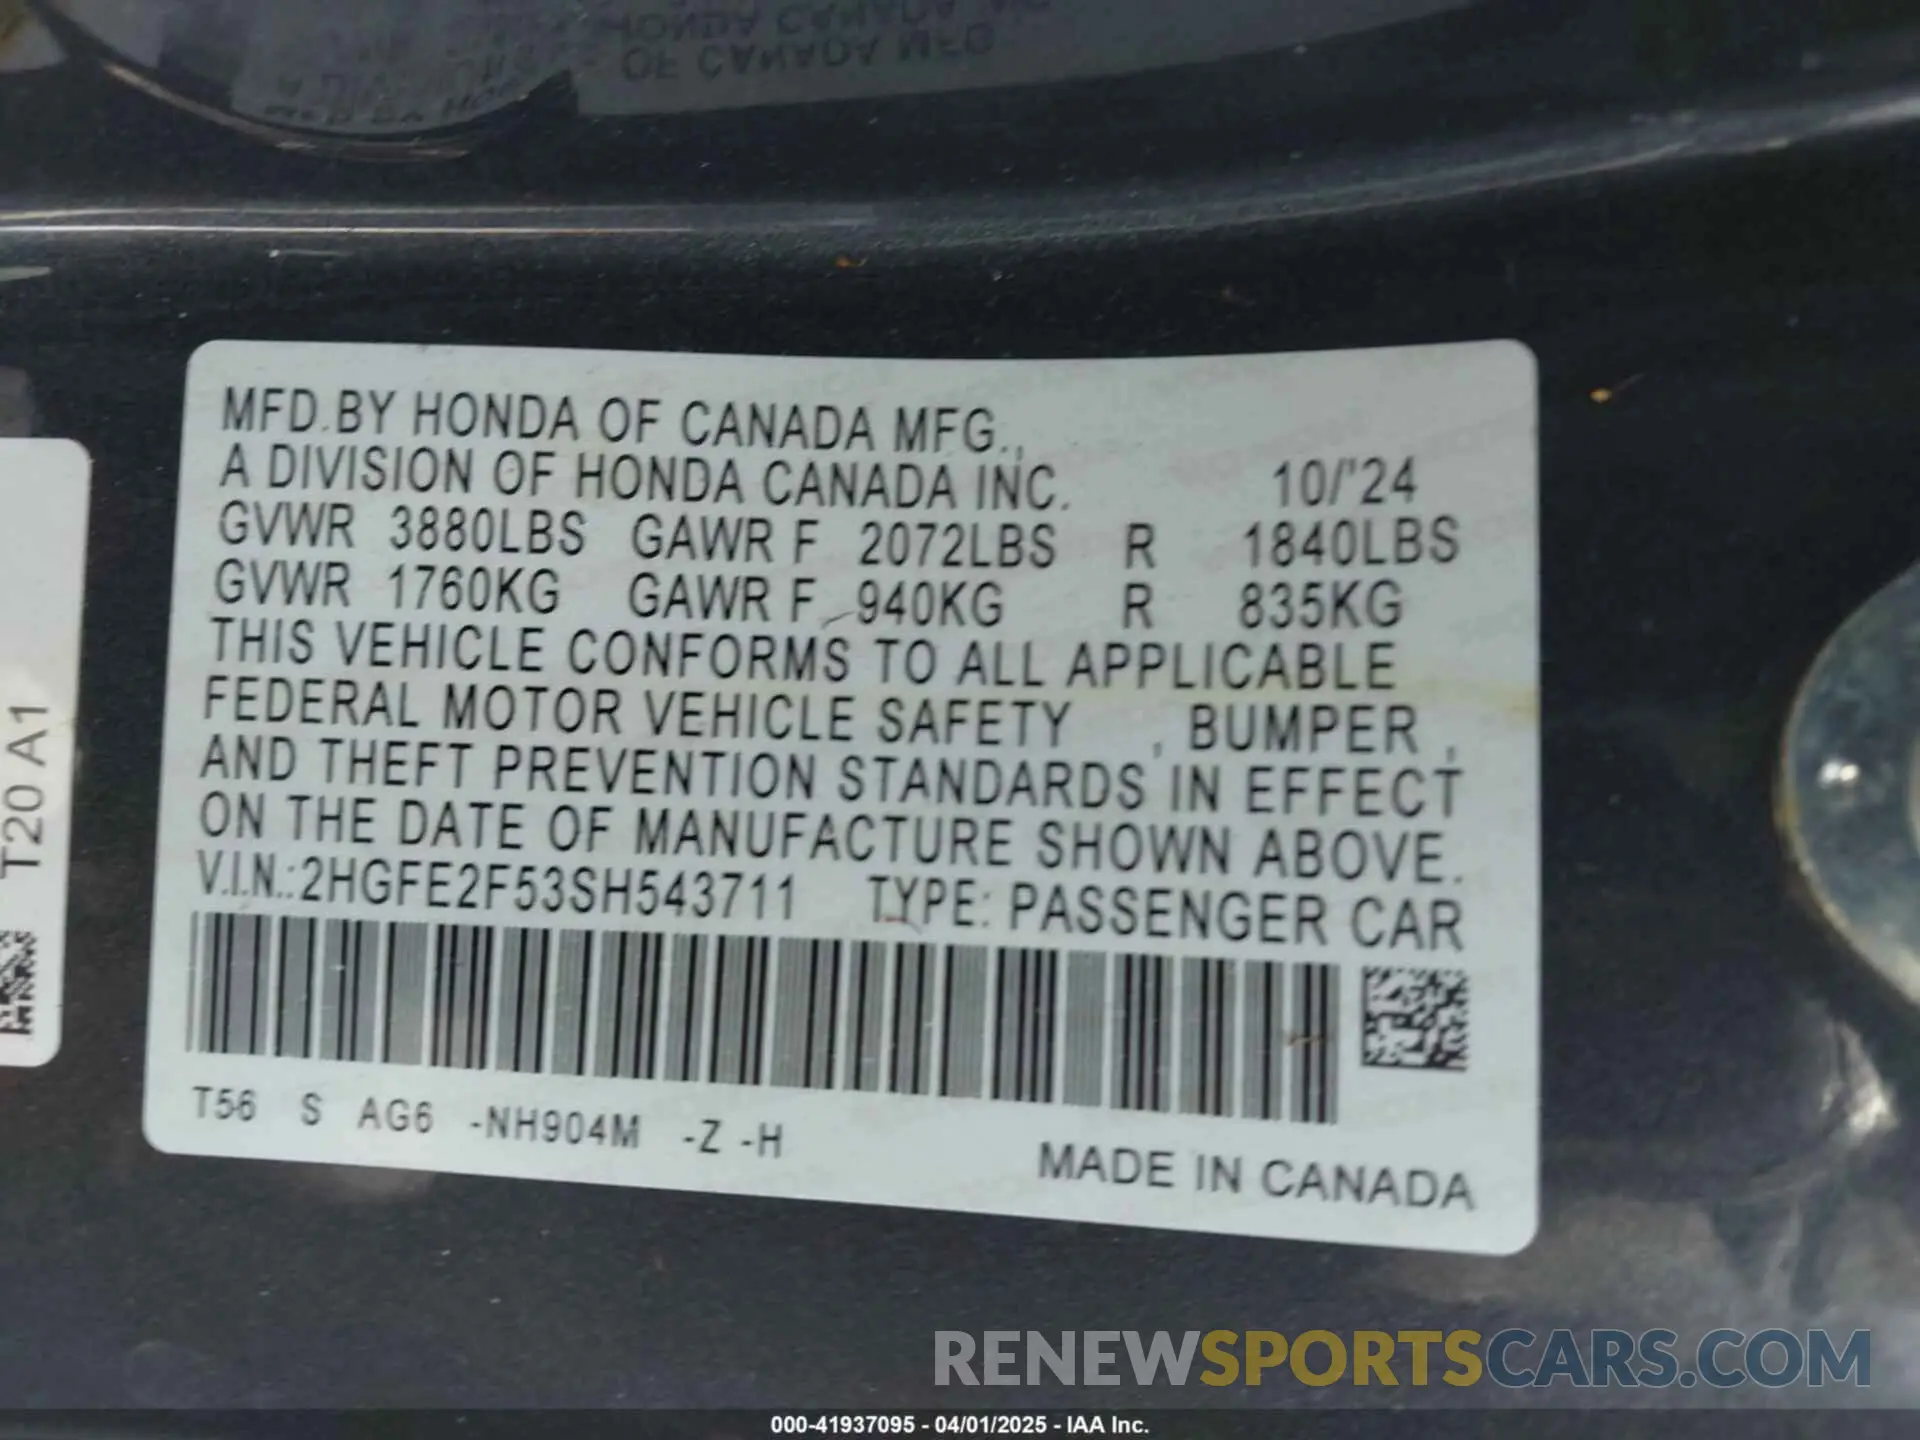 HONDA CANADA INC
OF CANADA MFG
MFD.BY HONDA OF CANADA MFG.,
A DIVISION OF HONDA CANADA INC. 10/'24
GVWR 3880LBS GAWR F 2072LBS R 1840LBS
GVWR 1760KG GAWR F 940KG R 835KG
THIS VEHICLE CONFORMS TO ALL APPLICABLE
FEDERAL MOTOR VEHICLE SAFETY , BUMPER ,
AND THEFT PREVENTION STANDARDS IN EFFECT
ON THE DATE OF MANUFACTURE SHOWN ABOVE.
V.I.N.:2HGFE2F53SH543711 TYPE: PASSENGER CAR
T56 S AG6 -NH904M -Z -H
MADE IN CANADA
T20 A1
RENEWSPORTSCARS.COM
000-41937095 - 04/01/2025 - IAA Inc.